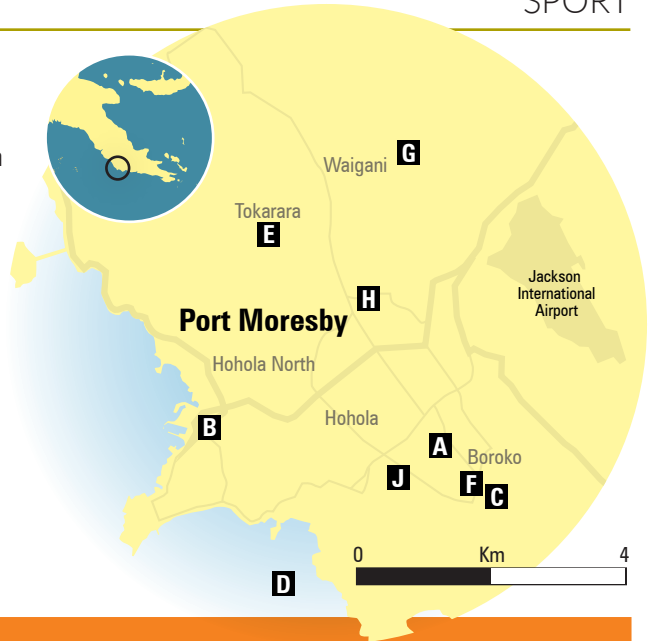 SPORT
Waigani G
Tokarara
E
Jackson
International
Airport
H
Port Moresby
Hohola North
Hohola
B
A
Boroko
J
F
C
0 Km 4
D